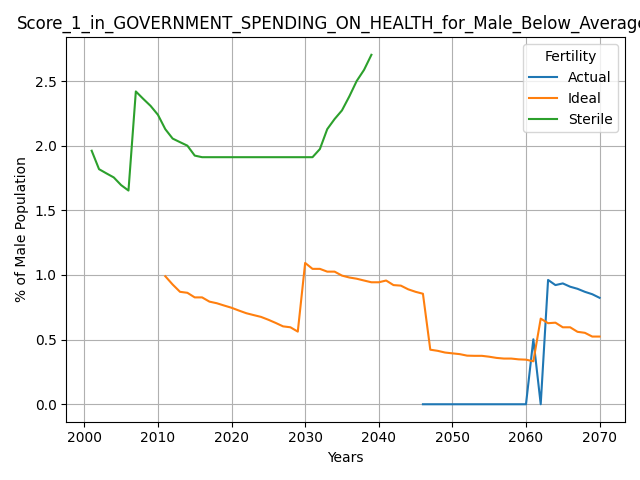 Score_1_in_GOVERNMENT_SPENDING_ON_HEALTH_for_Male_Below_Average
Fertility
Actual
Ideal
Sterile
% of Male Population
2.5
2.0
1.5
1.0
0.5
0.0
2000 2010 2020 2030 2040 2050 2060 2070
Years